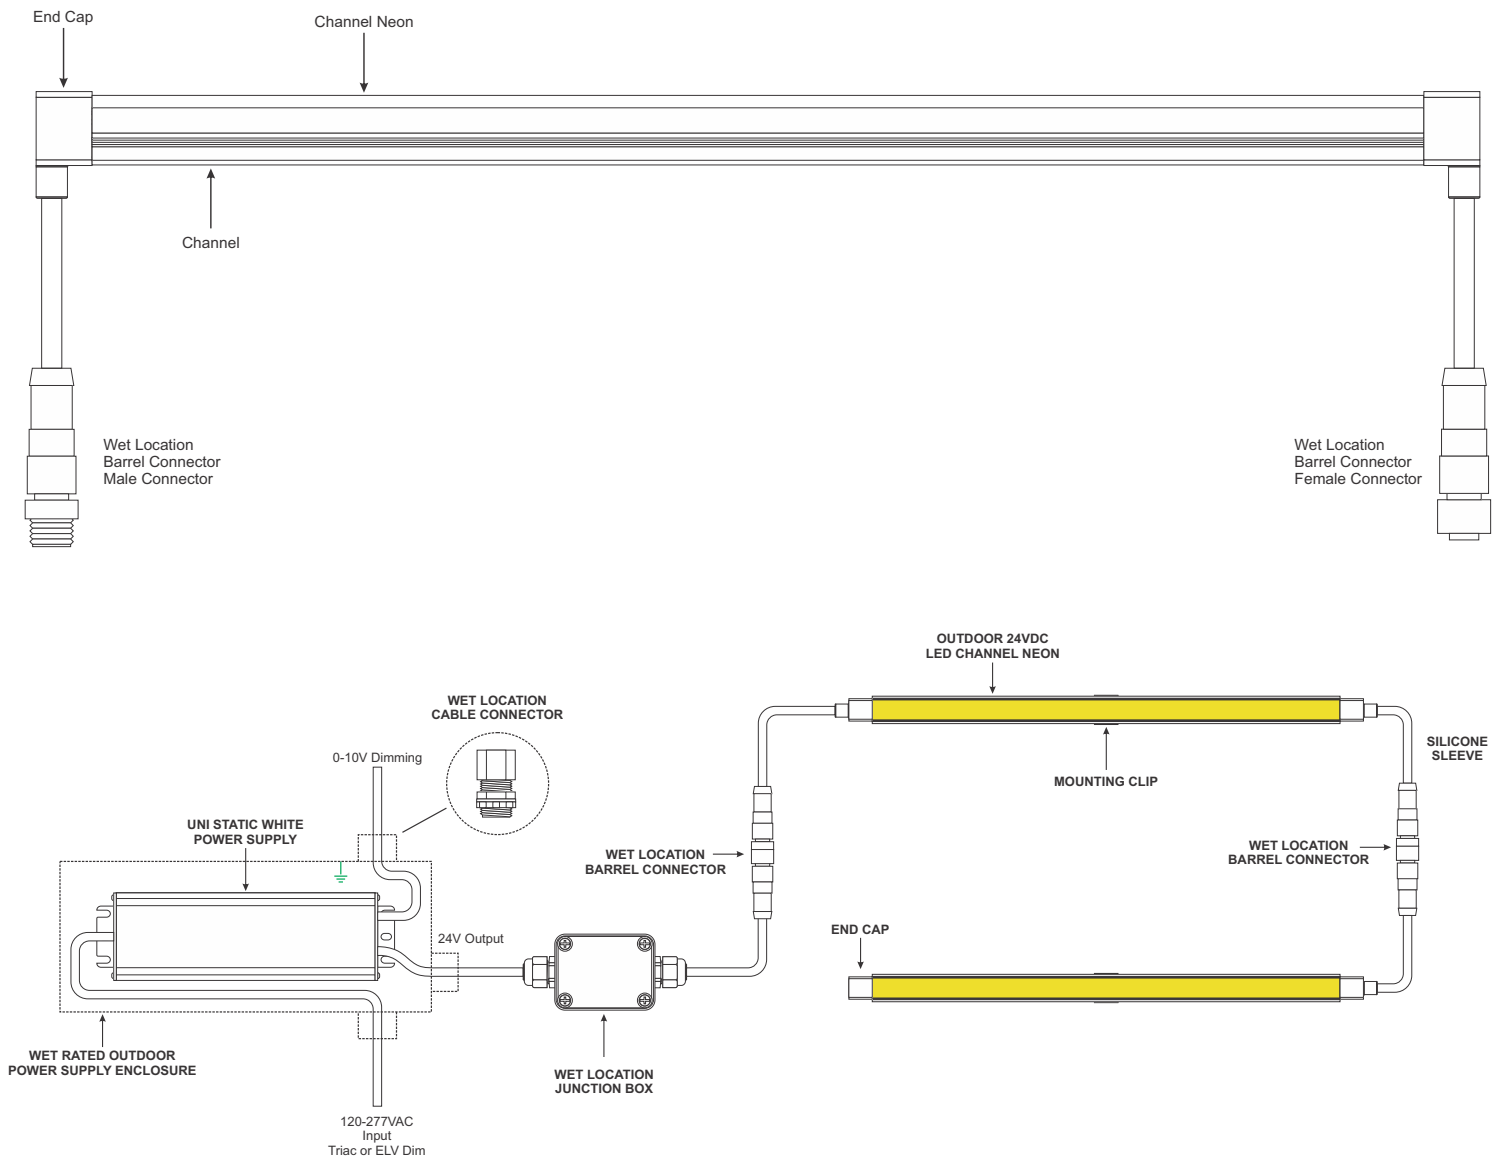 End Cap
Channel Neon
Channel
Wet Location
Barrel Connector
Male Connector
Wet Location
Barrel Connector
Female Connector
OUTDOOR 24VDC
LED CHANNEL NEON
WET LOCATION
CABLE CONNECTOR
0-10V Dimming
SILICONE
SLEEVE
MOUNTING CLIP
UNI STATIC WHITE
POWER SUPPLY
WET LOCATION
BARREL CONNECTOR
WET LOCATION
BARREL CONNECTOR
24V Output
END CAP
WET RATED OUTDOOR
POWER SUPPLY ENCLOSURE
WET LOCATION
JUNCTION BOX
120-277VAC
Input
Triac or ELV Dim